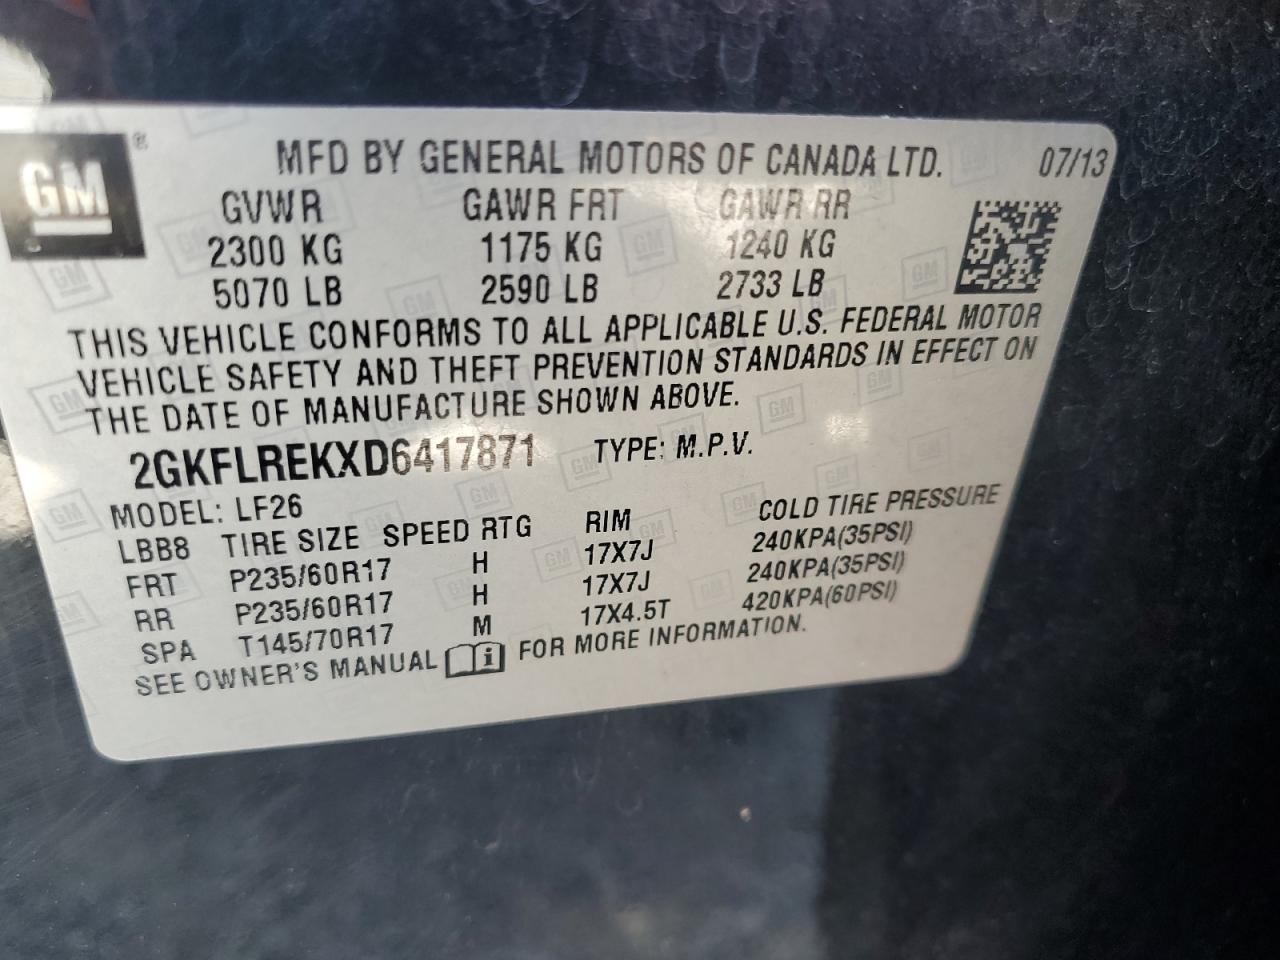 GM ®
MFD BY GENERAL MOTORS OF CANADA LTD. 07/13
GVWR GAWR FRT GAWR RR
2300 KG 1175 KG 1240 KG
5070 LB 2590 LB 2733 LB
THIS VEHICLE CONFORMS TO ALL APPLICABLE U.S. FEDERAL MOTOR
VEHICLE SAFETY AND THEFT PREVENTION STANDARDS IN EFFECT ON
THE DATE OF MANUFACTURE SHOWN ABOVE.
2GKFLREKXD6417871 TYPE: M.P.V.
MODEL: LF26
LBB8 TIRE SIZE SPEED RTG RIM COLD TIRE PRESSURE
FRT P235/60R17 H 17X7J 240KPA(35PSI)
RR P235/60R17 H 17X7J 240KPA(35PSI)
SPA T145/70R17 M 17X4.5T 420KPA(60PSI)
SEE OWNER'S MANUAL i FOR MORE INFORMATION.